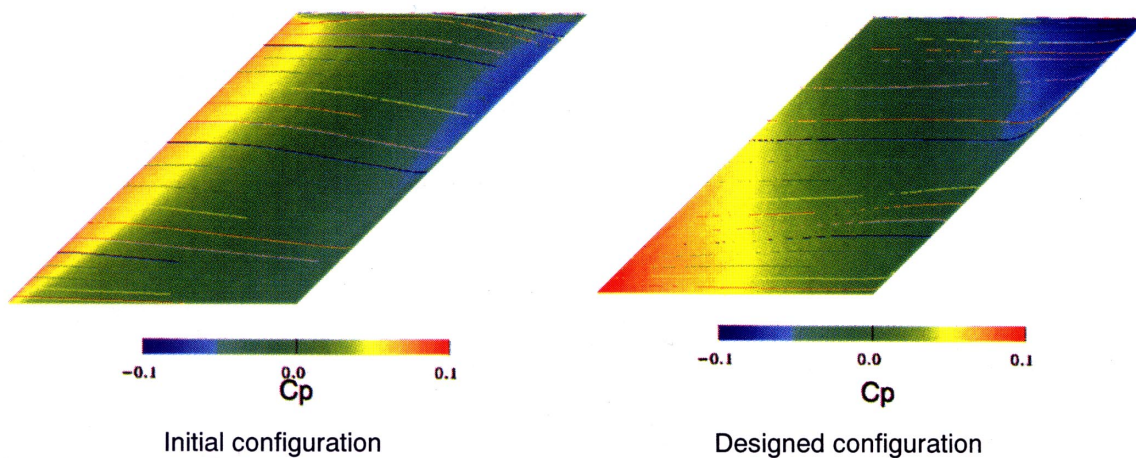 -0.1 0.0 0.1
Cp
Initial configuration
-0.1 0.0 0.1
Cp
Designed configuration